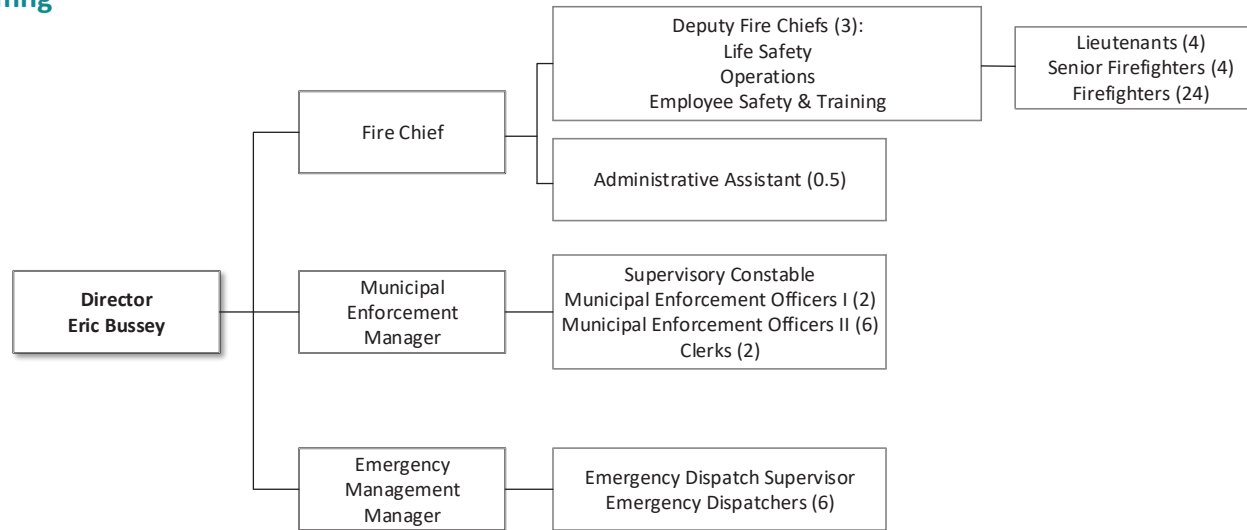 Deputy Fire Chiefs (3):
Life Safety
Operations
Employee Safety & Training
Lieutenants (4)
Senior Firefighters (4)
Firefighters (24)
Fire Chief
Administrative Assistant (0.5)
Director
Eric Bussey
Municipal
Enforcement
Manager
Supervisory Constable
Municipal Enforcement Officers I (2)
Municipal Enforcement Officers II (6)
Clerks (2)
Emergency
Management
Manager
Emergency Dispatch Supervisor
Emergency Dispatchers (6)